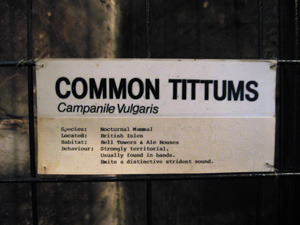 COMMON TITTUMS
Campanile Vulgaris
Species: Nocturnal Mammal
Located: British Isles
Habitat: Bell Towers & Ale Houses
Behaviour: Strongly territorial.
Usually found in bands.
Emits a distinctive strident sound.